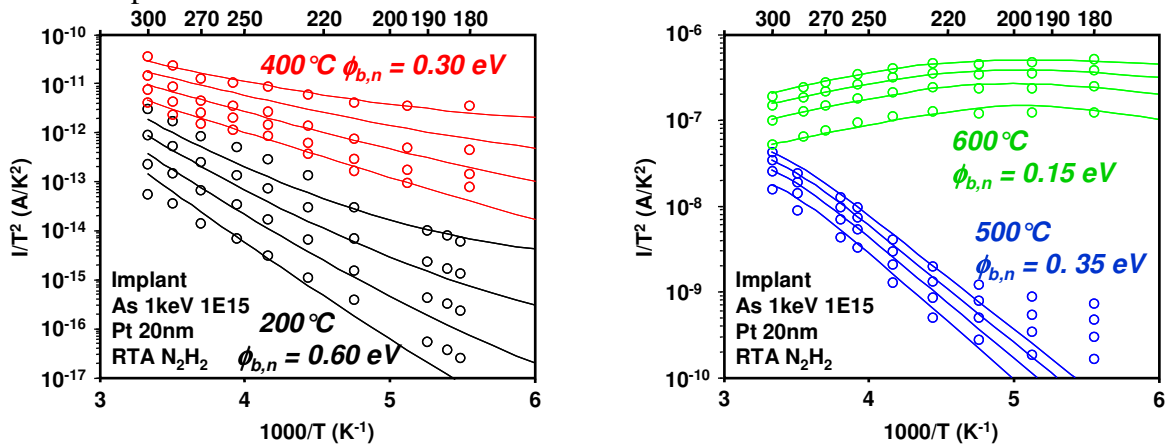 300 270 250 220 200 190 180
10-10
10-11
10-12
10-13
10-14
10-15
10-16
10-17
I/T2 (A/K2)
400°C ϕb,n = 0.30 eV
Implant
As 1keV 1E15
Pt 20nm
RTA N2H2
200°C
ϕb,n = 0.60 eV
3 4 5 6
1000/T (K-1)
300 270 250 220 200 190 180
10-6
10-7
10-8
10-9
10-10
I/T2 (A/K2)
600°C
ϕb,n = 0.15 eV
500°C
ϕb,n = 0. 35 eV
Implant
As 1keV 1E15
Pt 20nm
RTA N2H2
3 4 5 6
1000/T (K-1)